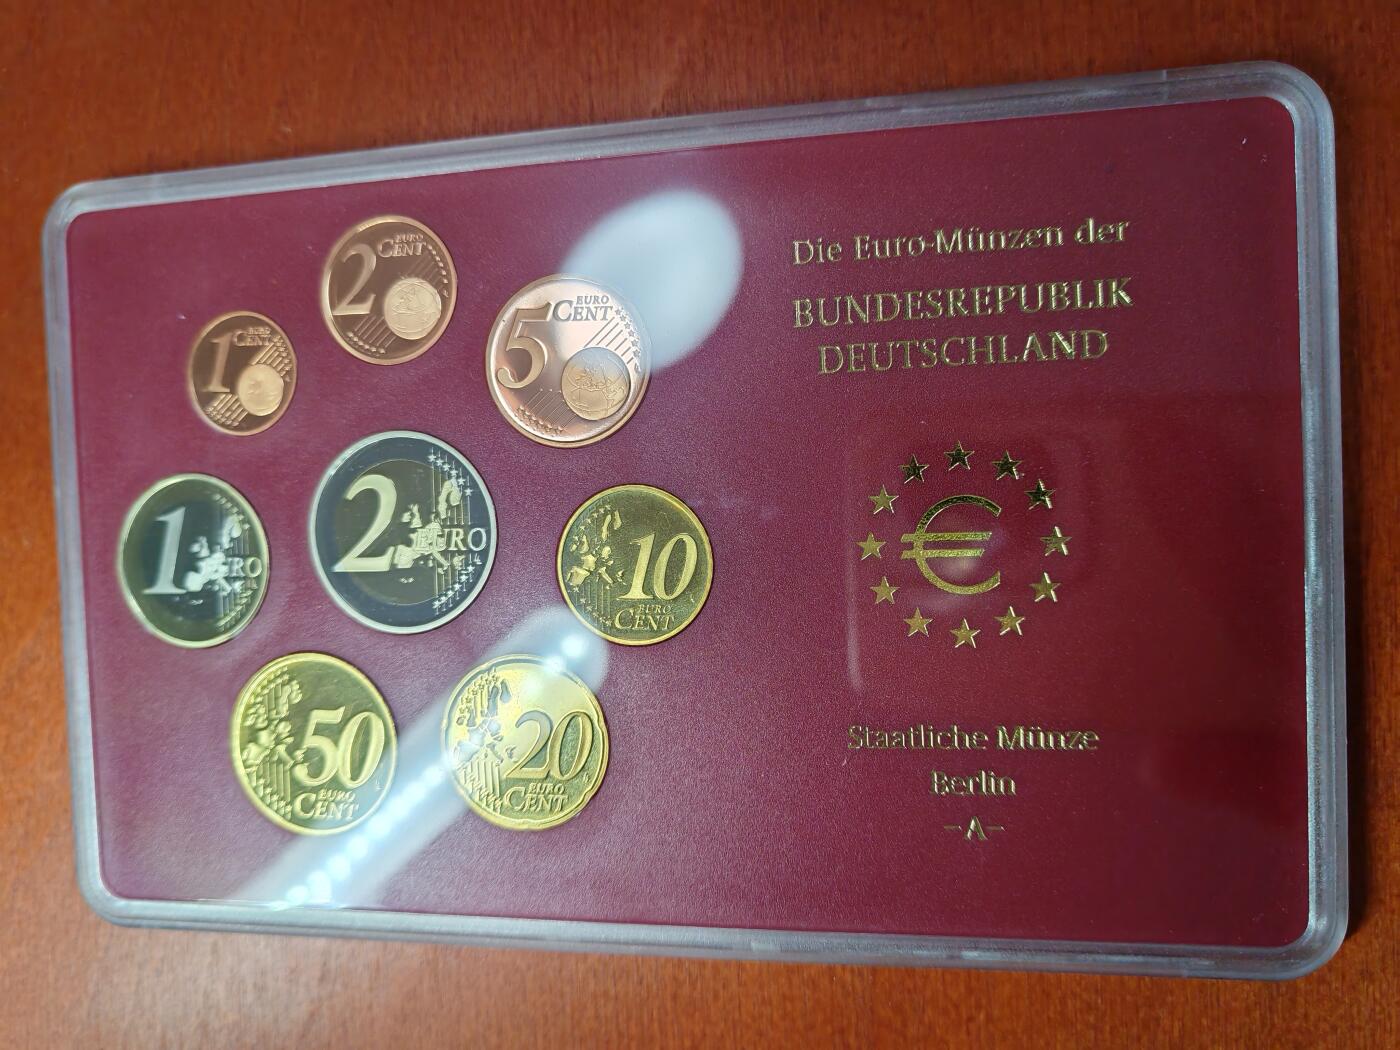 2 EURO CENT
1 EURO CENT
5 EURO CENT
1 EURO
2 EURO
10 EURO CENT
50 EURO CENT
20 EURO CENT
Die Euro-Münzen der
BUNDESREPUBLIK
DEUTSCHLAND
€
Staatliche Münze
Berlin
-A-